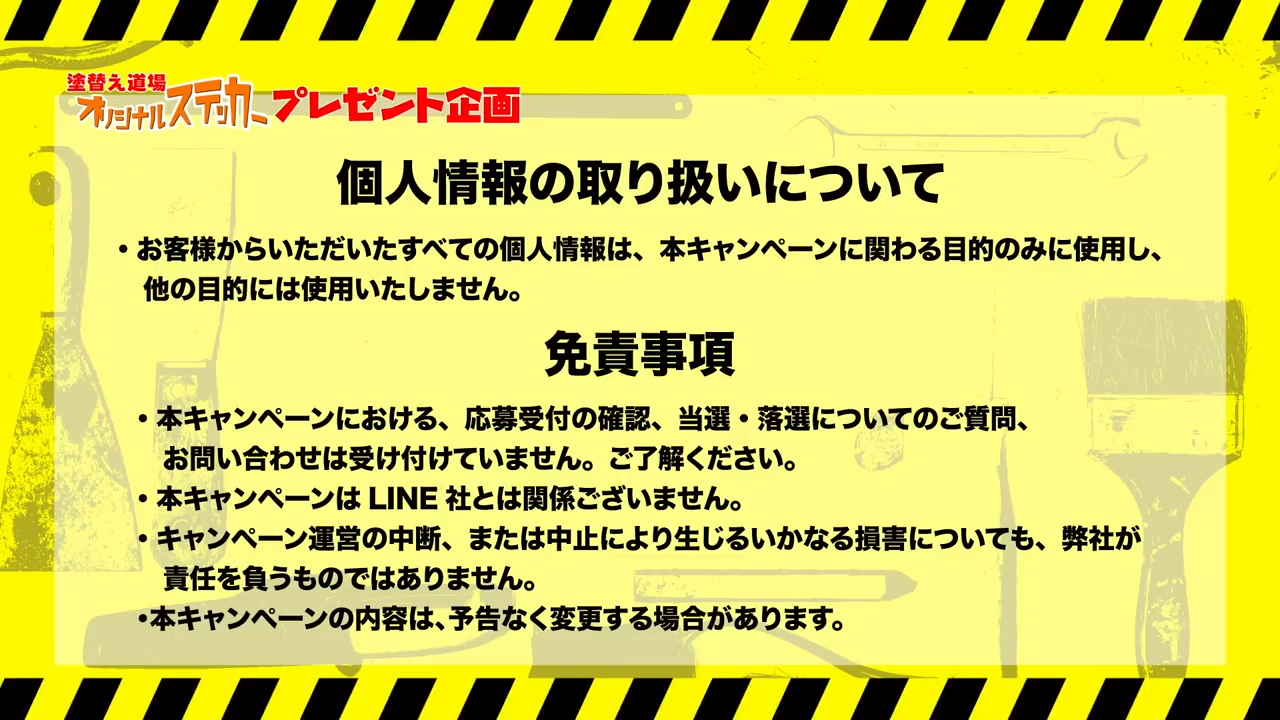 塗替え道場
オリジナルステッカープレゼント企画
個人情報の取り扱いについて
・お客様からいただいたすべての個人情報は、本キャンペーンに関わる目的のみに使用し、
他の目的には使用いたしません。
免責事項
・本キャンペーンにおける、応募受付の確認、当選・落選についてのご質問、
お問い合わせは受け付けていません。ご了解ください。
・本キャンペーンは LINE 社とは関係ございません。
・キャンペーン運営の中断、または中止により生じるいかなる損害についても、弊社が
責任を負うものではありません。
・本キャンペーンの内容は、予告なく変更する場合があります。